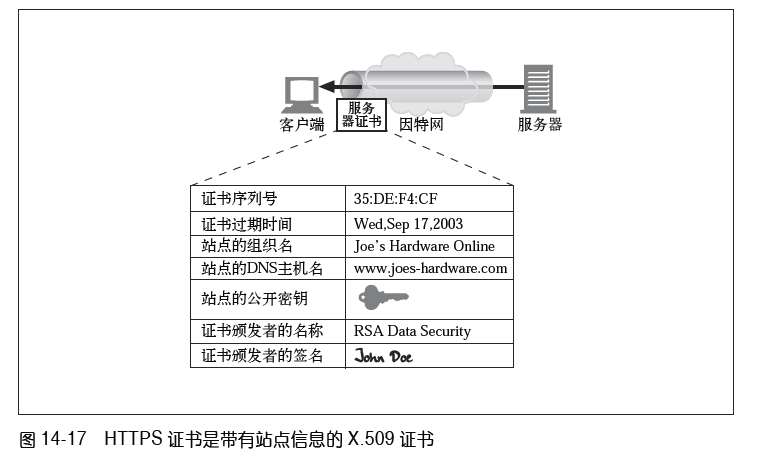 服务
器证书
客户端
因特网
服务器
证书序列号 35:DE:F4:CF
证书过期时间 Wed,Sep 17,2003
站点的组织名 Joe's Hardware Online
站点的DNS主机名 www.joes-hardware.com
站点的公开密钥
证书颁发者的名称 RSA Data Security
证书颁发者的签名 John Doe
图 14-17 HTTPS 证书是带有站点信息的 X.509 证书